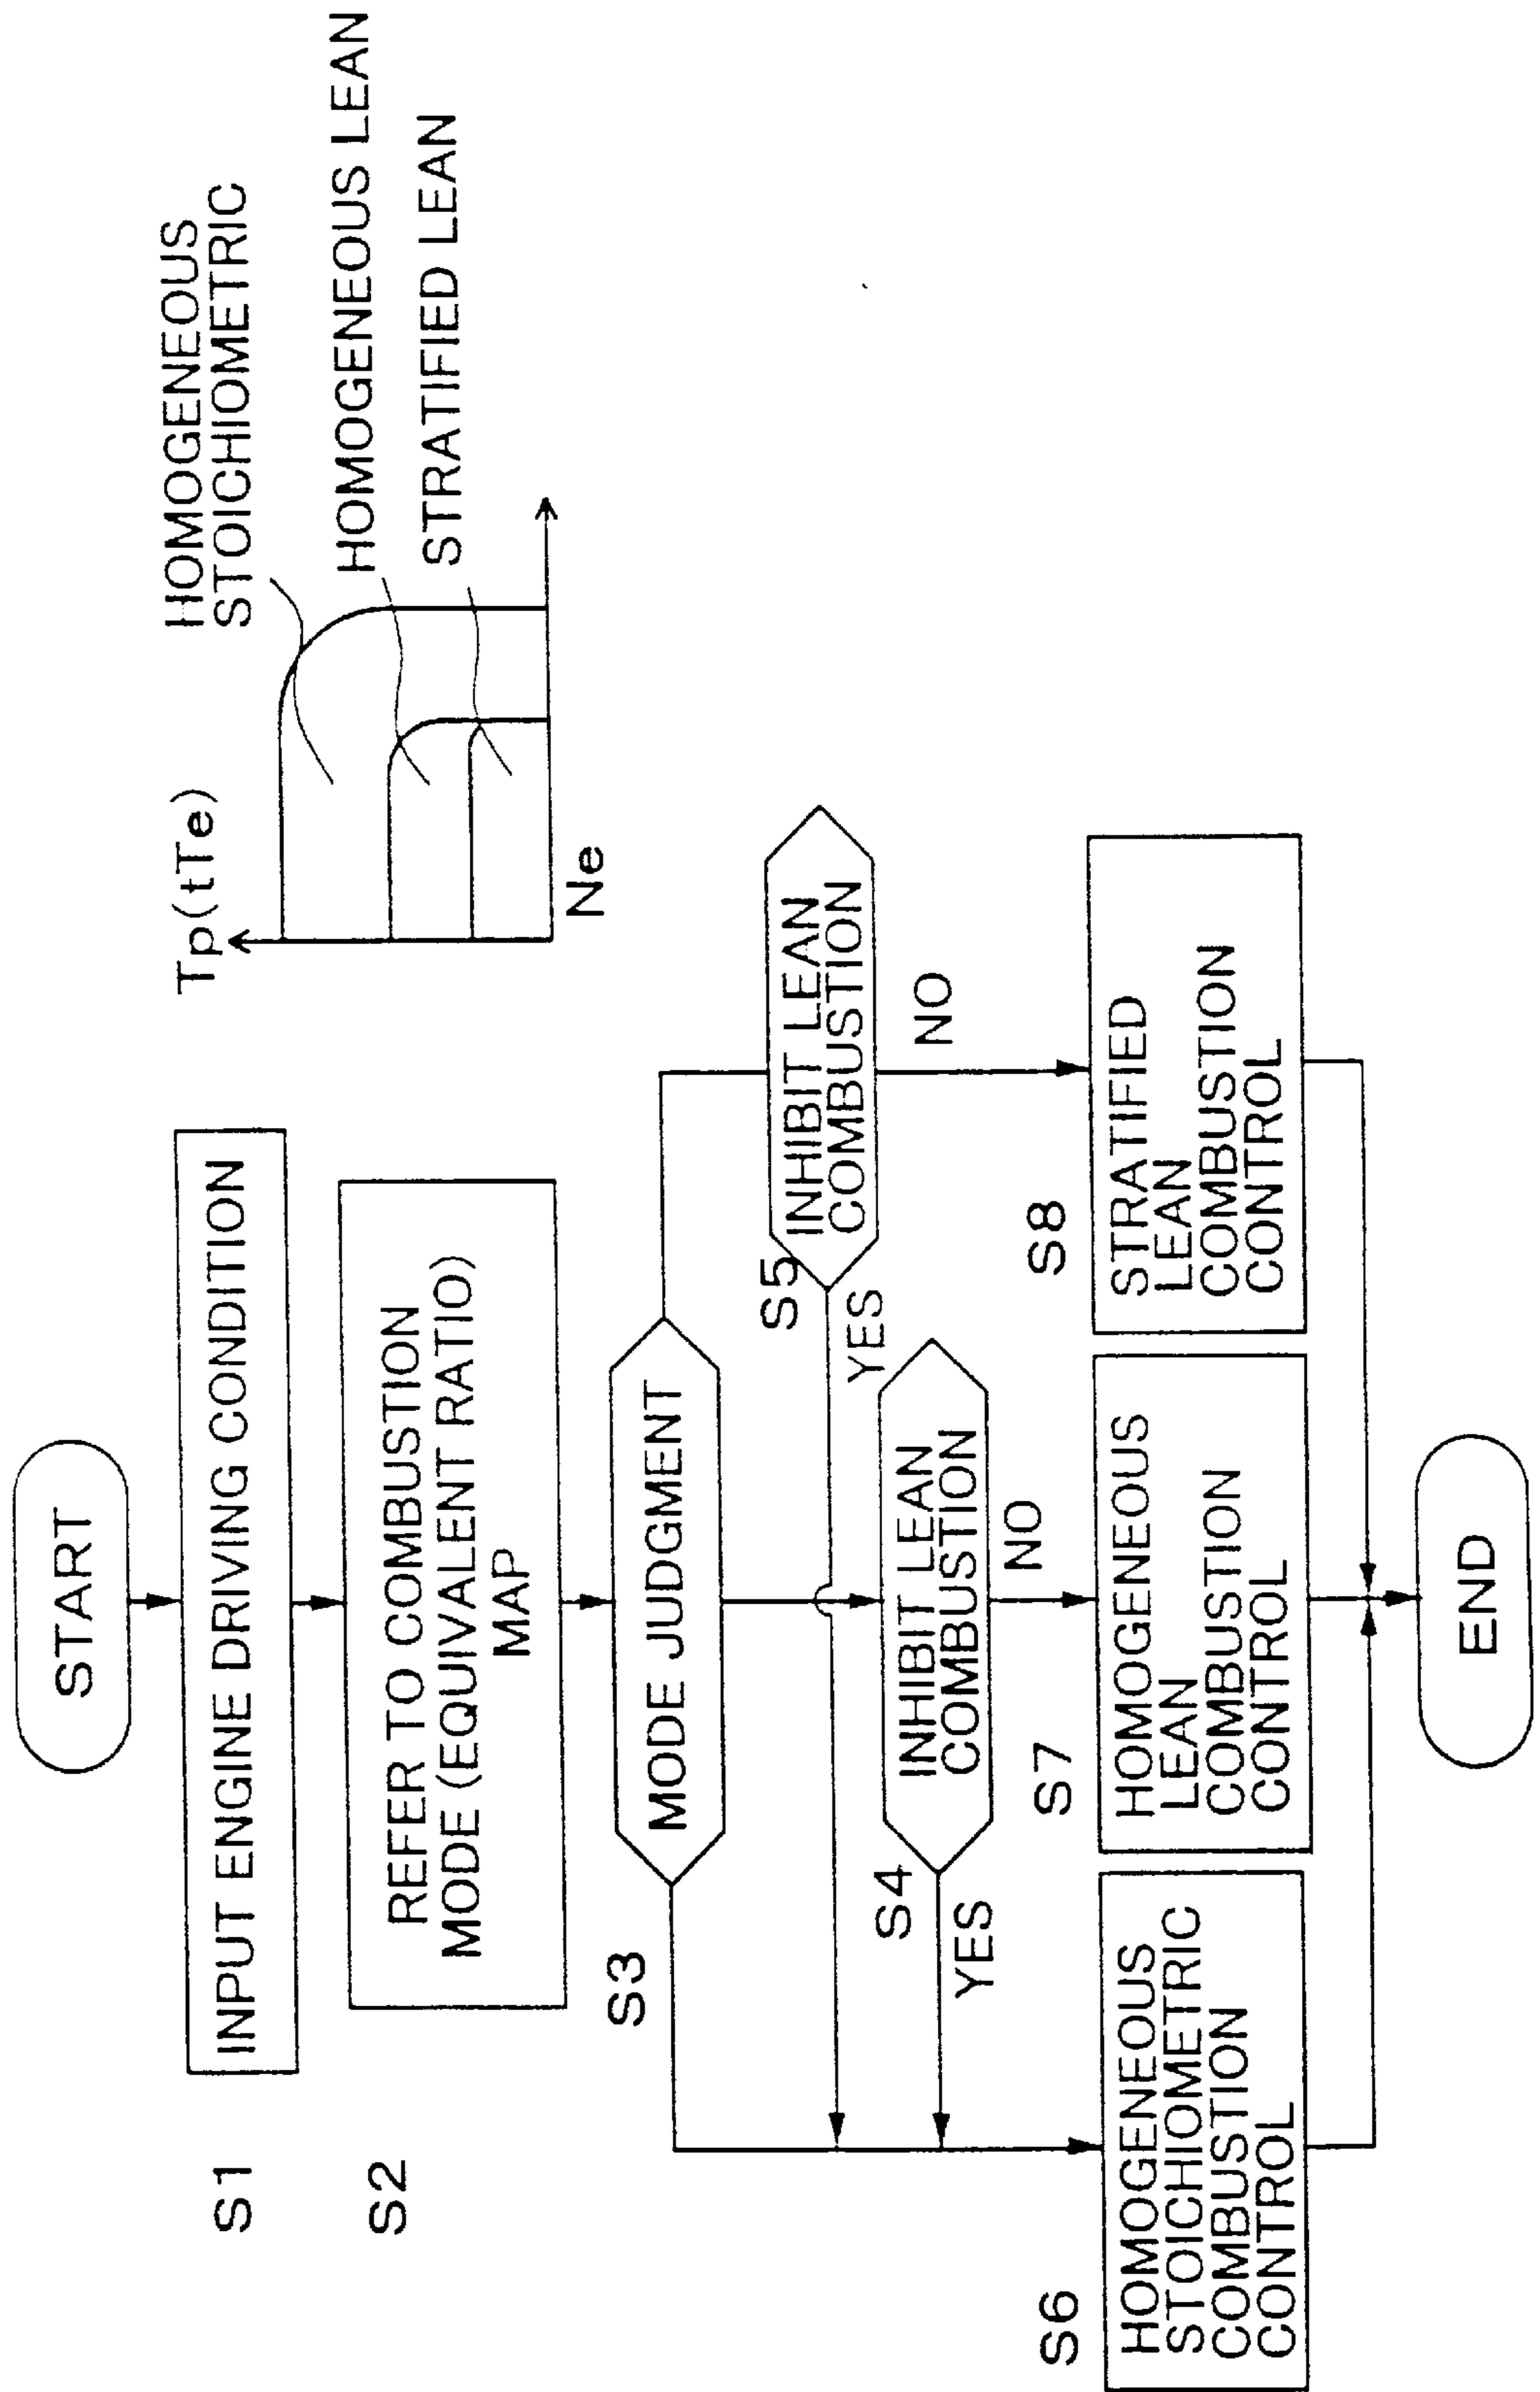 START
S1
INPUT ENGINE DRIVING CONDITION
S2
REFER TO COMBUSTION
MODE (EQUIVALENT RATIO)
MAP
Tp(tTe)
HOMOGENEOUS
STOICHIOMETRIC
HOMOGENEOUS LEAN
STRATIFIED LEAN
Ne
S3
MODE JUDGMENT
S5
INHIBIT LEAN
COMBUSTION
YES
NO
S4
INHIBIT LEAN
COMBUSTION
YES
NO
S6
HOMOGENEOUS
STOICHIOMETRIC
COMBUSTION
CONTROL
S7
HOMOGENEOUS
LEAN
COMBUSTION
CONTROL
S8
STRATIFIED
LEAN
COMBUSTION
CONTROL
END